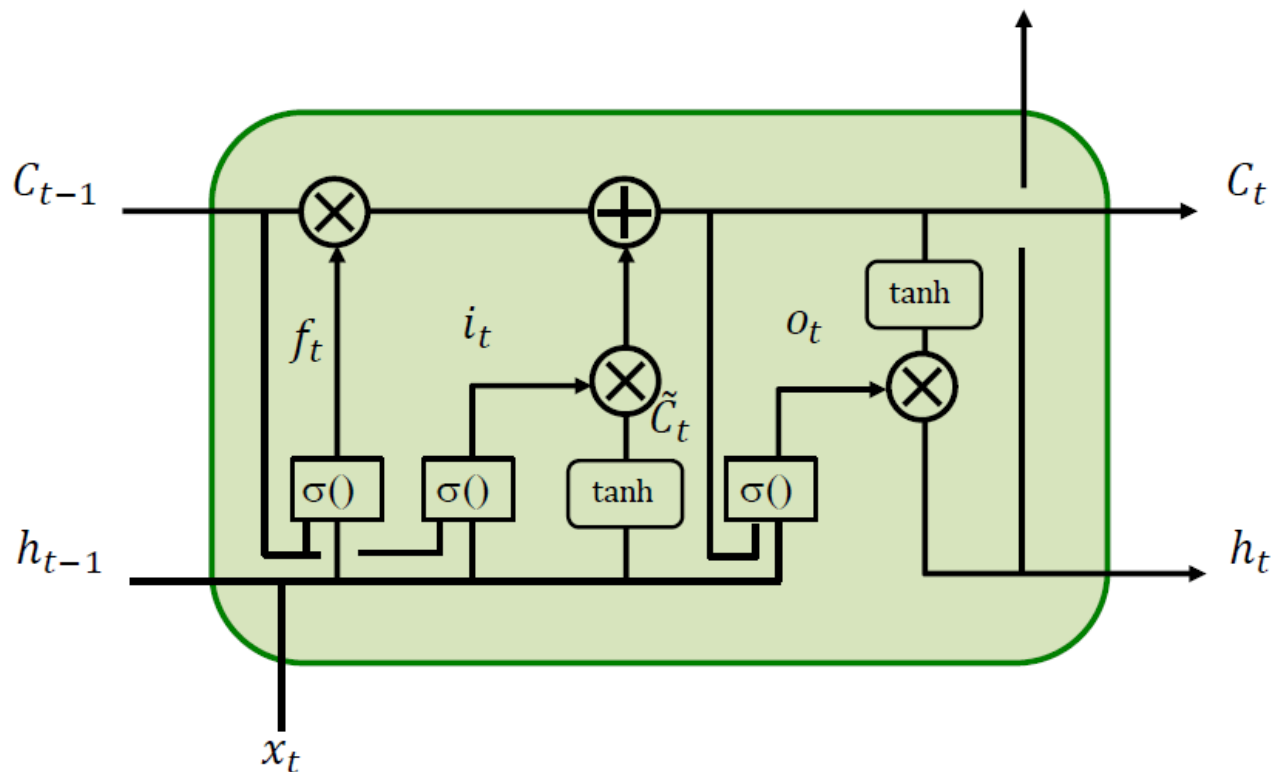 C_{t-1}
C_t
f_t
i_t
o_t
tanh
C̃_t
σ()
σ()
tanh
σ()
h_{t-1}
h_t
x_t